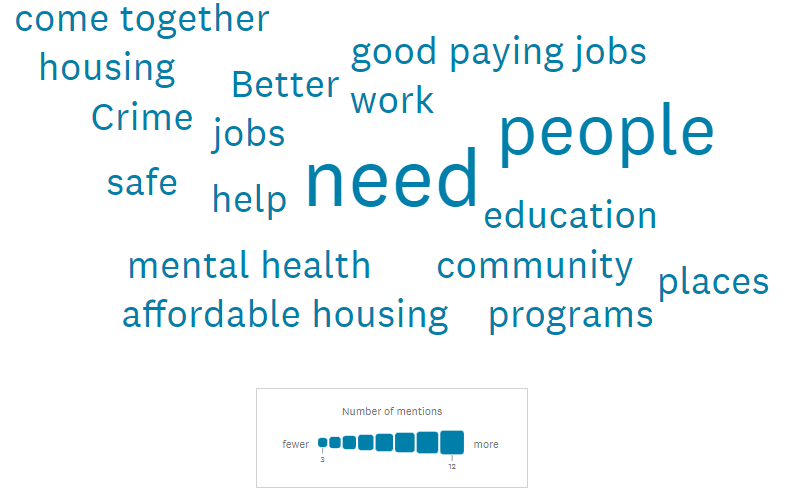 come together
good paying jobs
housing
Better
work
Crime
jobs
people
need
safe
help
education
mental health
community
places
affordable housing
programs
Number of mentions
fewer
more
3
12